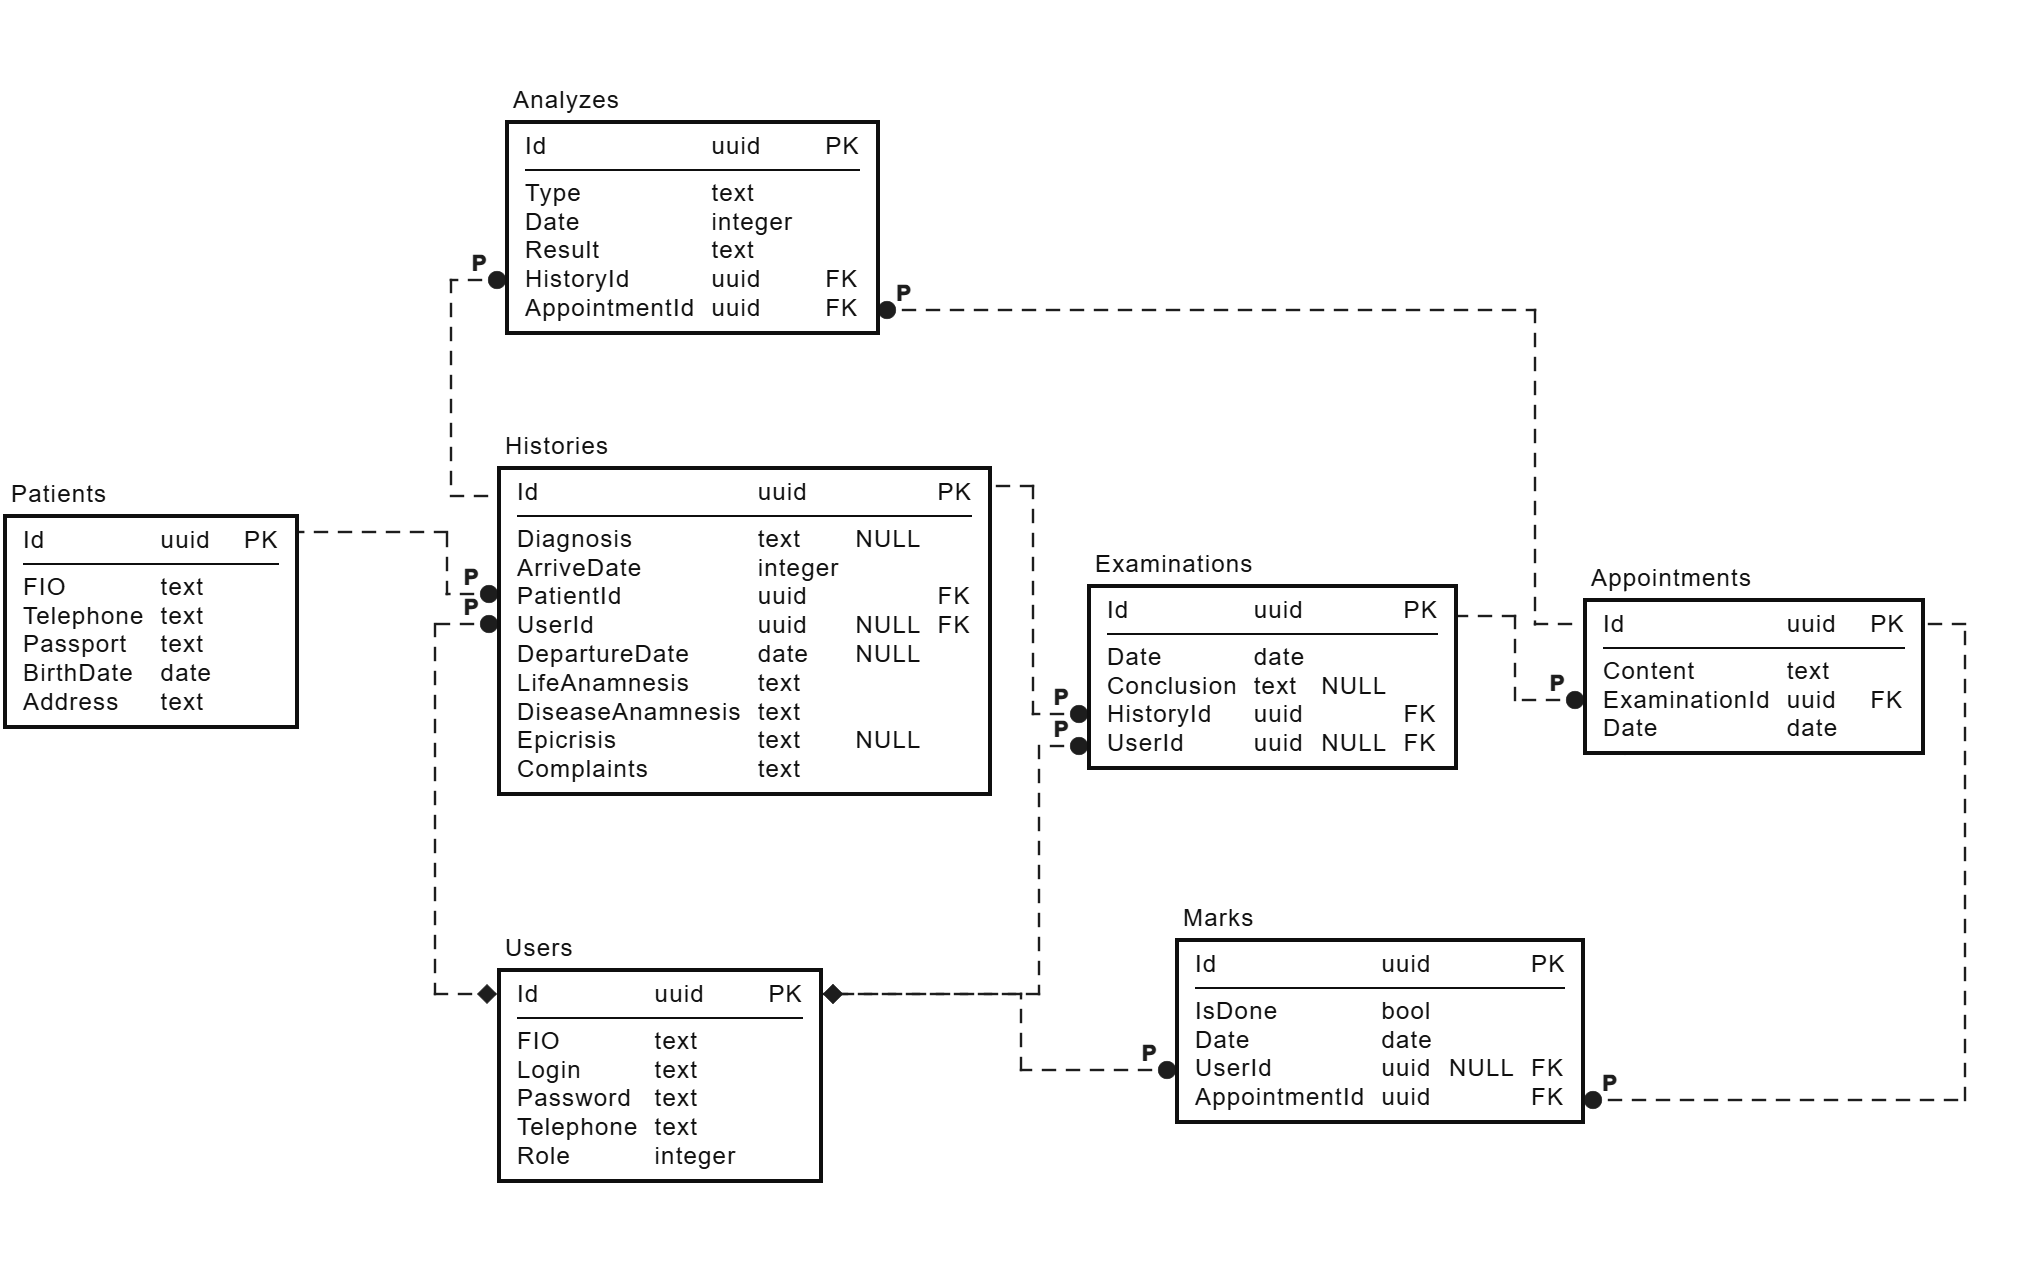 Analyzes
Id uuid PK
Type text
Date integer
Result text
P
HistoryId uuid FK
P
AppointmentId uuid FK
Histories
Id uuid PK
Diagnosis text NULL
ArriveDate integer
P
PatientId uuid FK
P
UserId uuid NULL FK
DepartureDate date NULL
LifeAnamnesis text
DiseaseAnamnesis text
Epicrisis text NULL
Complaints text
Patients
Id uuid PK
FIO text
Telephone text
Passport text
BirthDate date
Address text
Examinations
Id uuid PK
Date date
Conclusion text NULL
P
HistoryId uuid FK
P
UserId uuid NULL FK
Appointments
Id uuid PK
Content text
P
ExaminationId uuid FK
Date date
Users
Id uuid PK
FIO text
Login text
Password text
Telephone text
Role integer
Marks
Id uuid PK
IsDone bool
Date date
P
UserId uuid NULL FK
P
AppointmentId uuid FK